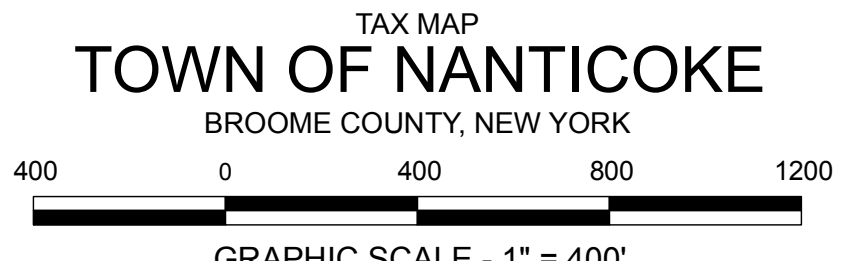 TAX MAP
TOWN OF NANTICOKE
BROOME COUNTY, NEW YORK
400 0 400 800 1200
GRAPHIC SCALE - 1" = 400'